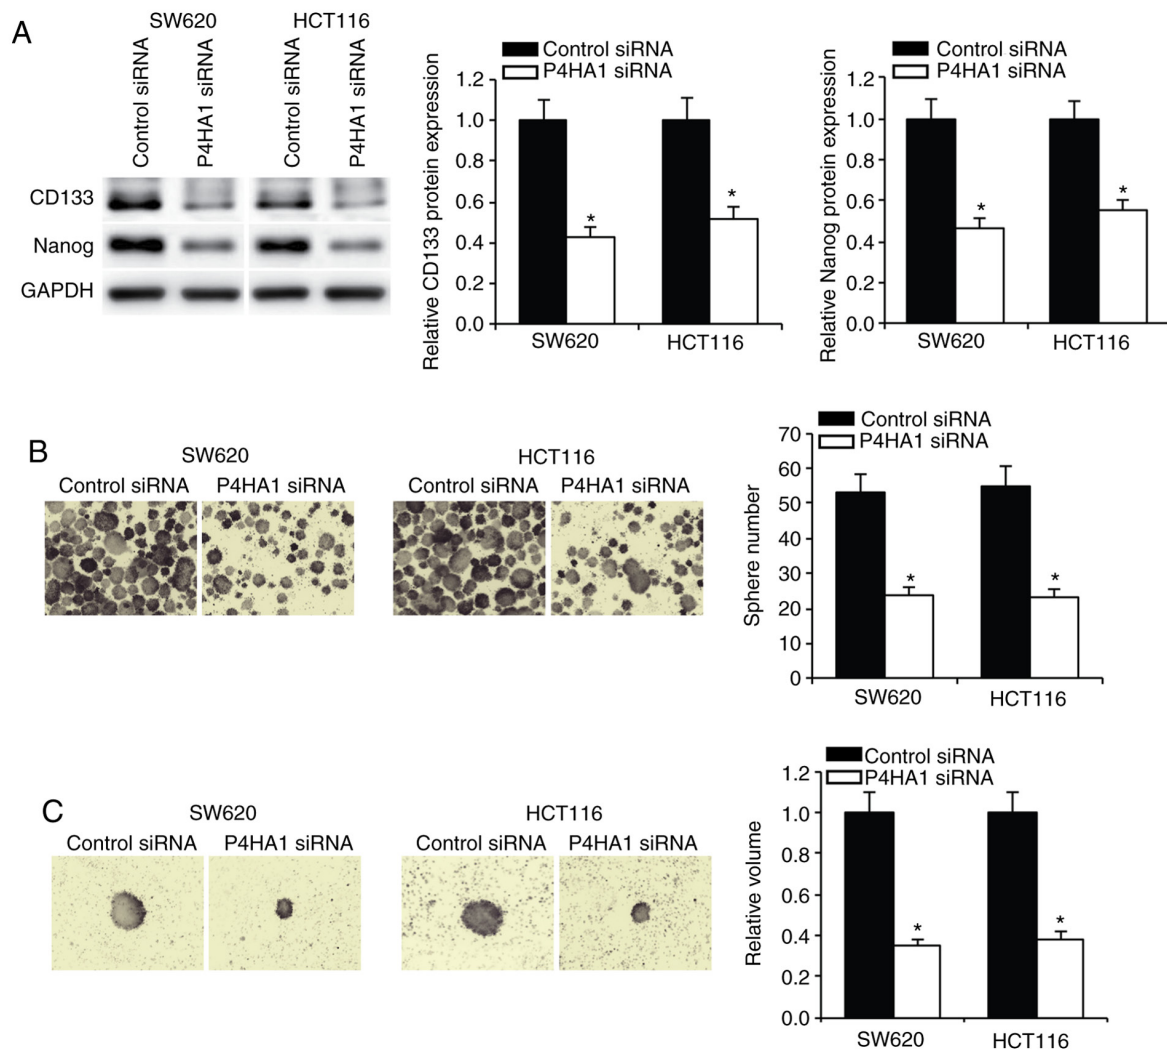 A
SW620 HCT116
Control siRNA
P4HA1 siRNA
Control siRNA
P4HA1 siRNA
CD133
Nanog
GAPDH
Control siRNA
P4HA1 siRNA
Relative CD133 protein expression
1.2
1.0
0.8
0.6
0.4
0.2
0.0
*
*
SW620 HCT116
Control siRNA
P4HA1 siRNA
Relative Nanog protein expression
1.2
1.0
0.8
0.6
0.4
0.2
0.0
*
*
SW620 HCT116
B
SW620 HCT116
Control siRNA P4HA1 siRNA Control siRNA P4HA1 siRNA
Control siRNA
P4HA1 siRNA
Sphere number
70
60
50
40
30
20
10
0
*
*
SW620 HCT116
C
SW620 HCT116
Control siRNA P4HA1 siRNA Control siRNA P4HA1 siRNA
Control siRNA
P4HA1 siRNA
Relative volume
1.2
1.0
0.8
0.6
0.4
0.2
0.0
*
*
SW620 HCT116